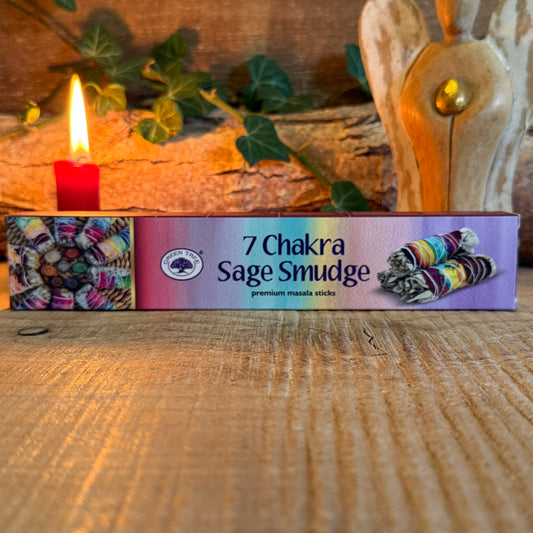 GREEN TREE ®
7 Chakra
Sage Smudge
premium masala sticks